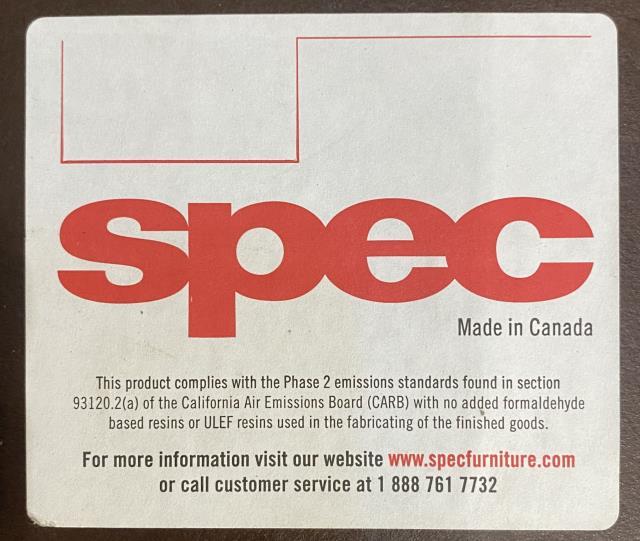 spec
Made in Canada
This product complies with the Phase 2 emissions standards found in section
93120.2(a) of the California Air Emissions Board (CARB) with no added formaldehyde
based resins or ULEF resins used in the fabricating of the finished goods.
For more information visit our website www.specfurniture.com
or call customer service at 1 888 761 7732